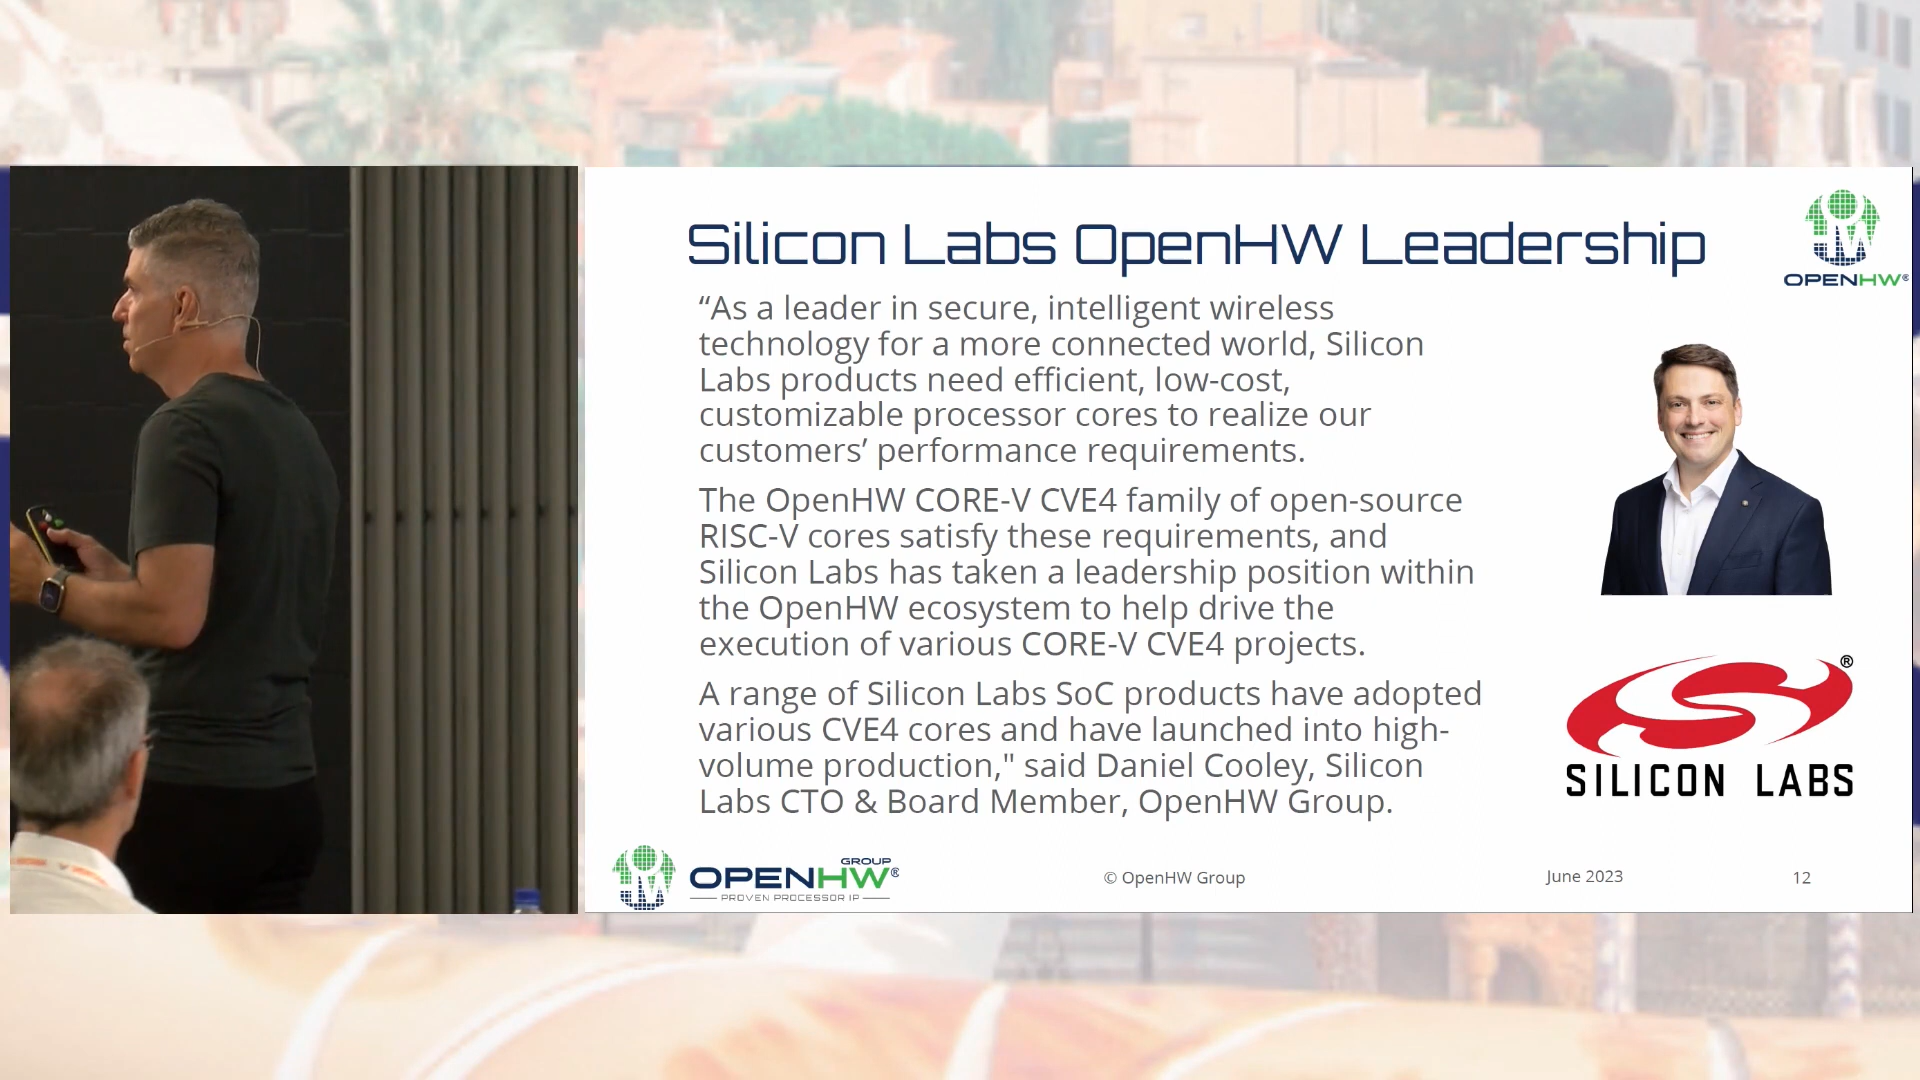 Silicon Labs OpenHW Leadership
OPENHW®
“As a leader in secure, intelligent wireless
technology for a more connected world, Silicon
Labs products need efficient, low-cost,
customizable processor cores to realize our
customers’ performance requirements.
The OpenHW CORE-V CVE4 family of open-source
RISC-V cores satisfy these requirements, and
Silicon Labs has taken a leadership position within
the OpenHW ecosystem to help drive the
execution of various CORE-V CVE4 projects.
A range of Silicon Labs SoC products have adopted
various CVE4 cores and have launched into high-
volume production," said Daniel Cooley, Silicon
Labs CTO & Board Member, OpenHW Group.
®
SILICON LABS
GROUP
OPENHW®
PROVEN PROCESSOR IP
© OpenHW Group
June 2023
12